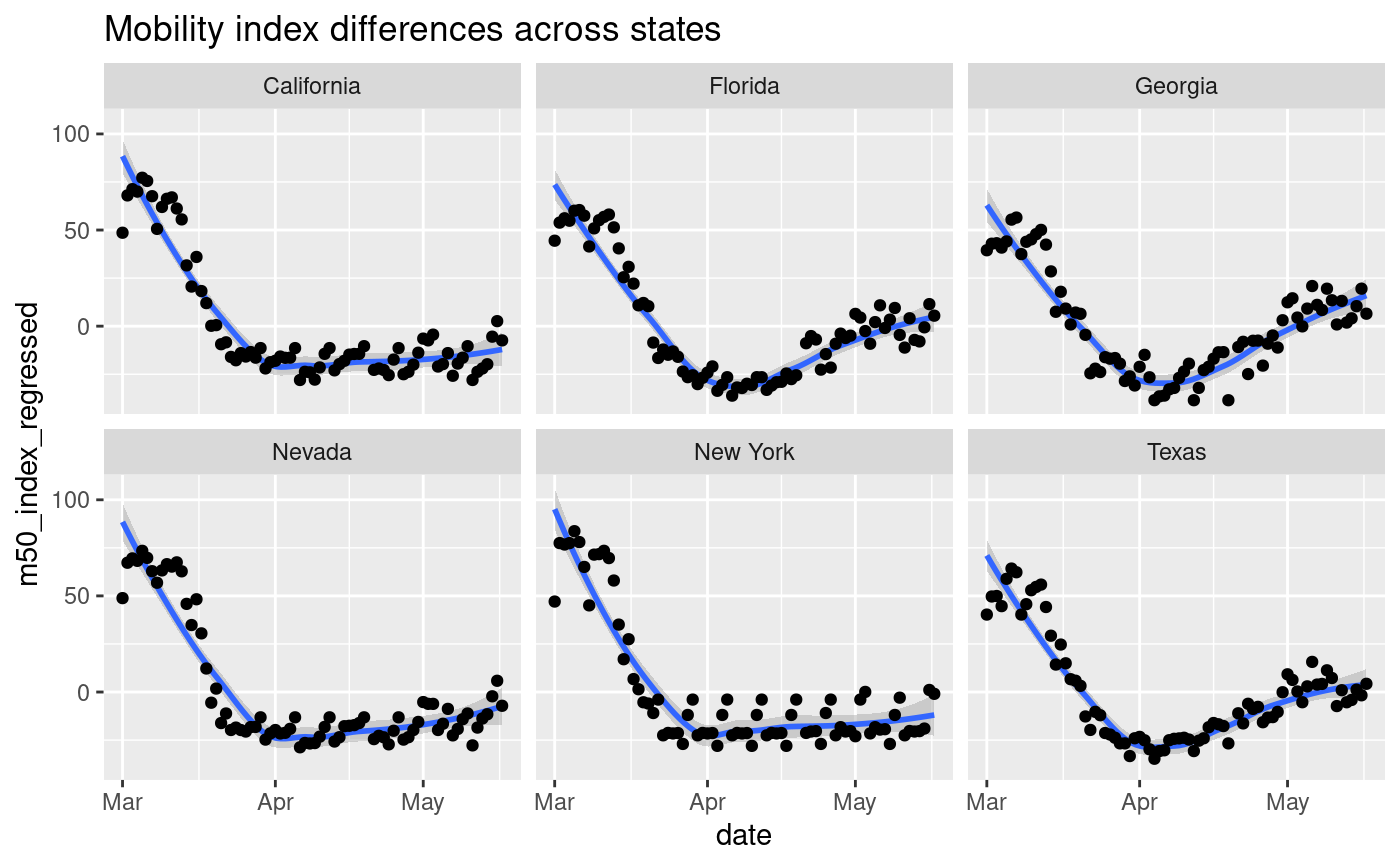 Mobility index differences across states
California
Florida
Georgia
100
50
0
Nevada
New York
Texas
100
50
0
m50_index_regressed
Mar
Apr
May
Mar
Apr
May
Mar
Apr
May
date